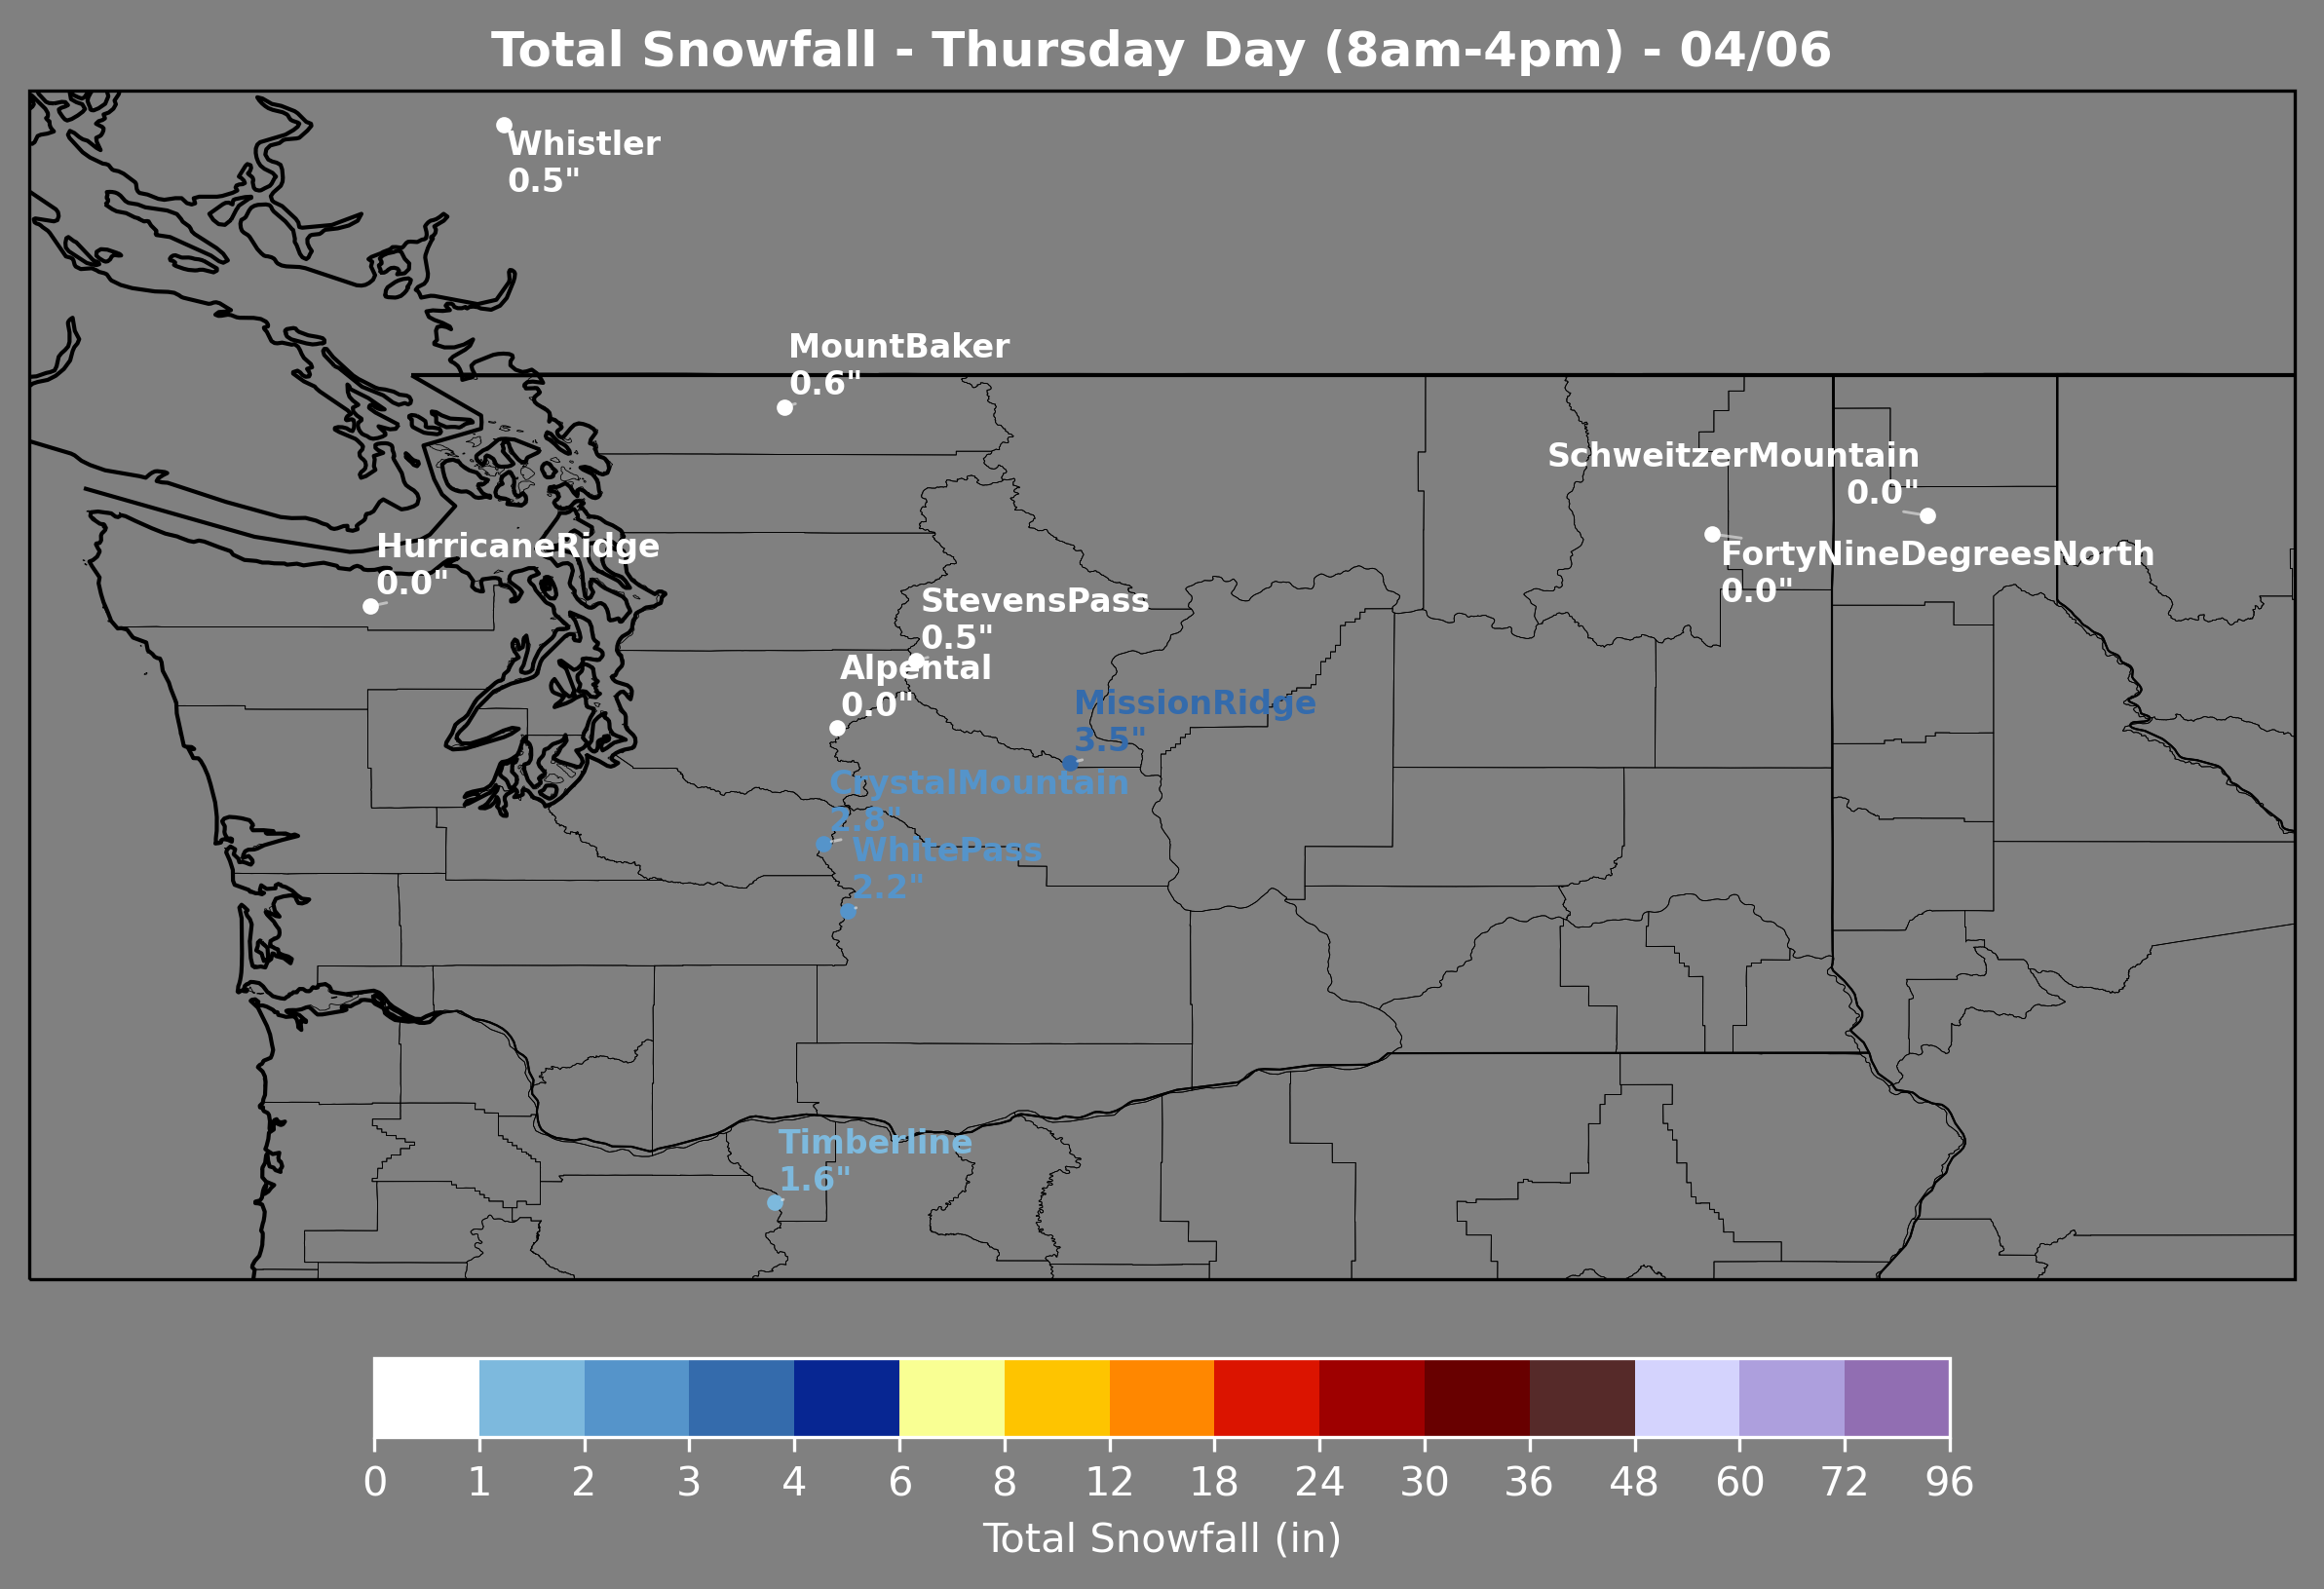 Total Snowfall - Thursday Day (8am-4pm) - 04/06
Whistler
0.5"
MountBaker
0.6"
SchweitzerMountain
0.0"
HurricaneRidge
0.0"
FortyNineDegreesNorth
0.0"
StevensPass
0.5"
Alpental
0.0"
MissionRidge
3.5"
CrystalMountain
2.8"
WhitePass
2.2"
Timberline
1.6"
0 1 2 3 4 6 8 12 18 24 30 36 48 60 72 96
Total Snowfall (in)